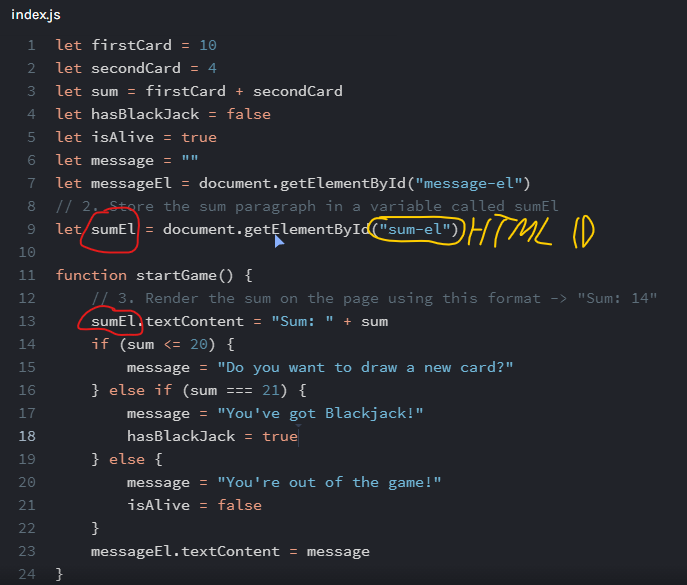 index.js
1 let firstCard = 10
2 let secondCard = 4
3 let sum = firstCard + secondCard
4 let hasBlackJack = false
5 let isAlive = true
6 let message = ""
7 let messageEl = document.getElementById("message-el")
8 // 2. Store the sum paragraph in a variable called sumEl
9 let sumEl = document.getElementById("sum-el") HTML ID
10
11 function startGame() {
12     // 3. Render the sum on the page using this format -> "Sum: 14"
13     sumEl.textContent = "Sum: " + sum
14     if (sum <= 20) {
15         message = "Do you want to draw a new card?"
16     } else if (sum === 21) {
17         message = "You've got Blackjack!"
18         hasBlackJack = true
19     } else {
20         message = "You're out of the game!"
21         isAlive = false
22     }
23     messageEl.textContent = message
24 }